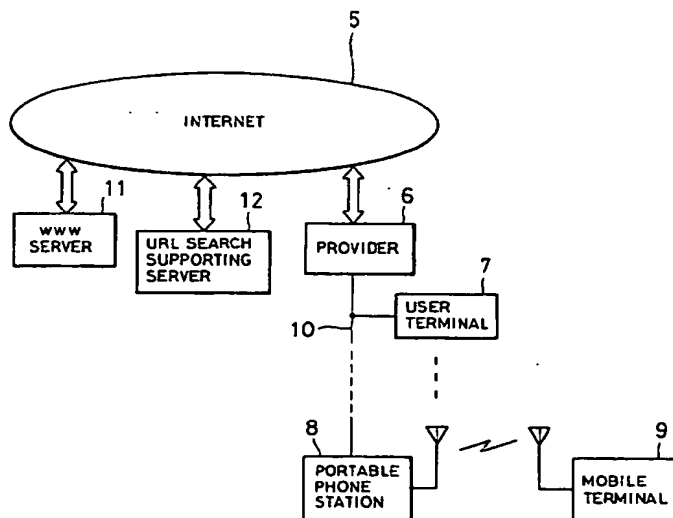 5
INTERNET
11
WWW
SERVER
12
URL SEARCH
SUPPORTING
SERVER
6
PROVIDER
7
USER
TERMINAL
10
8
PORTABLE
PHONE
STATION
9
MOBILE
TERMINAL